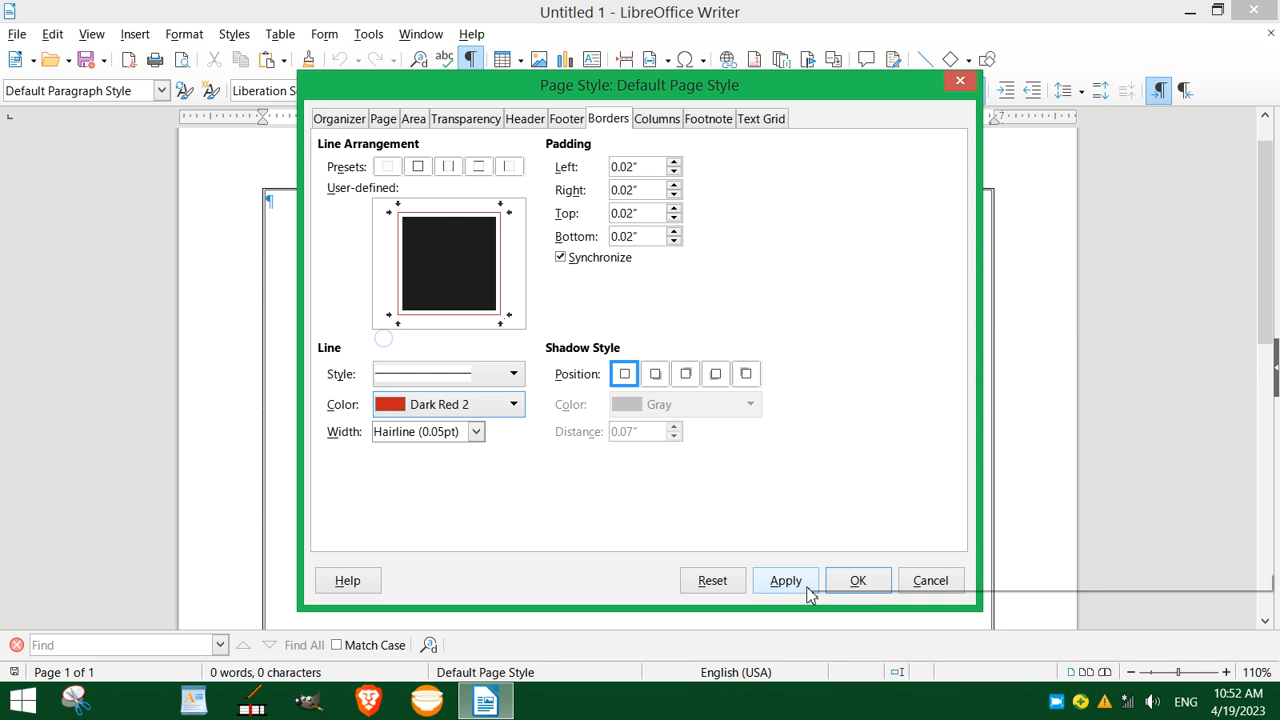 Untitled 1 - LibreOffice Writer
File Edit View Insert Format Styles Table Form Tools Window Help
Default Paragraph Style Liberation S
Page Style: Default Page Style
Organizer Page Area Transparency Header Footer Borders Columns Footnote Text Grid
Line Arrangement Padding
Presets: Left: 0.02"
User-defined: Right: 0.02"
Top: 0.02"
Bottom: 0.02"
Synchronize
Line Shadow Style
Style: Position:
Color: Dark Red 2 Color: Gray
Width: Hairline (0.05pt) Distance: 0.07"
Help Reset Apply OK Cancel
Find Find All Match Case
Page 1 of 1 0 words, 0 characters Default Page Style English (USA) 110%
ENG 10:52 AM
4/19/2023